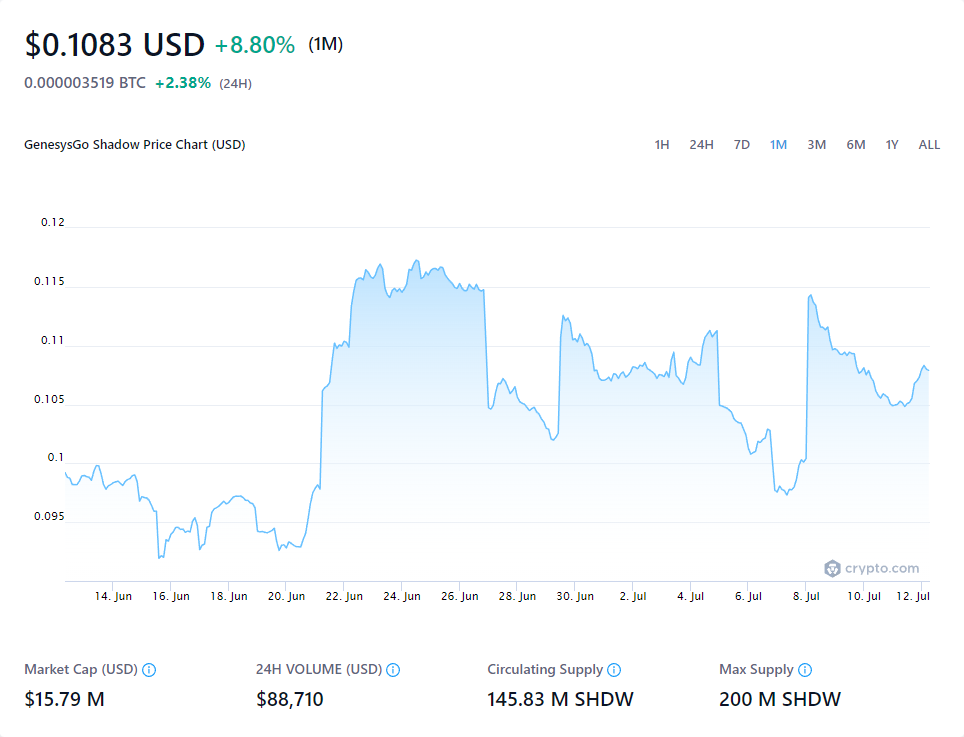 $0.1083 USD +8.80% (1M)
0.000003519 BTC +2.38% (24H)
GenesysGo Shadow Price Chart (USD) 1H 24H 7D 1M 3M 6M 1Y ALL
0.12
0.115
0.11
0.105
0.1
0.095
crypto.com
14. Jun 16. Jun 18. Jun 20. Jun 22. Jun 24. Jun 26. Jun 28. Jun 30. Jun 2. Jul 4. Jul 6. Jul 8. Jul 10. Jul 12. Jul
Market Cap (USD) 24H VOLUME (USD) Circulating Supply Max Supply
$15.79 M $88,710 145.83 M SHDW 200 M SHDW